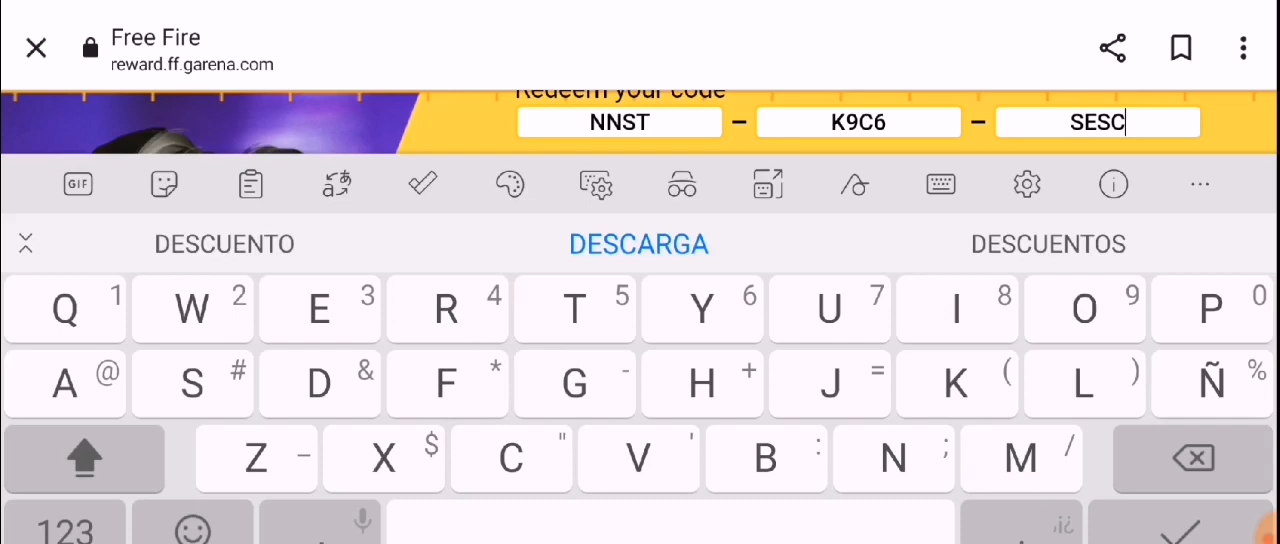 Free Fire
reward.ff.garena.com
Redeem your code
NNST – K9C6 – SESC
GIF
DESCUENTO DESCARGA DESCUENTOS
Q 1 W 2 E 3 R 4 T 5 Y 6 U 7 I 8 O 9 P 0
A @ S # D & F * G - H + J = K ( L ) Ñ %
Z _ X $ C " V ' B : N ; M /
123 , . ¡¿